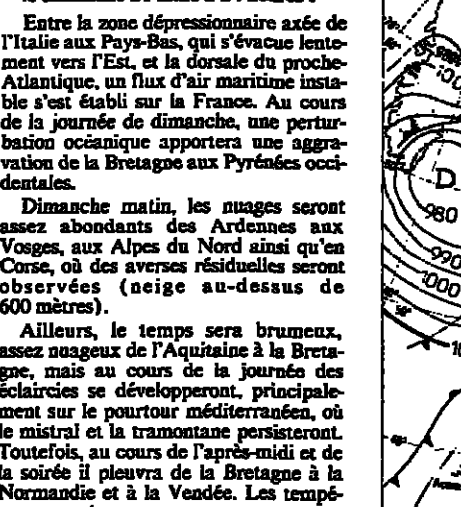 Entre la zone dépressionnaire axée de
l'Italie aux Pays-Bas, qui s'évacue lente-
ment vers l'Est, et la dorsale du proche-
Atlantique, un flux d'air maritime insta-
ble s'est établi sur la France. Au cours
de la journée de dimanche, une pertur-
bation océanique apportera une aggra-
vation de la Bretagne aux Pyrénées occi-
dentales.
Dimanche matin, les nuages seront
assez abondants des Ardennes aux
Vosges, aux Alpes du Nord ainsi qu'en
Corse, où des averses résiduelles seront
observées (neige au-dessus de
600 mètres).
Ailleurs, le temps sera brumeux,
assez nuageux de l'Aquitaine à la Breta-
gne, mais au cours de la journée des
éclaircies se développeront, principale-
ment sur le pourtour méditerranéen, où
le mistral et la tramontane persisteront.
Toutefois, au cours de l'après-midi et de
la soirée il pleuvra de la Bretagne à la
Normandie et à la Vendée. Les tempé-
D
980
990
1000